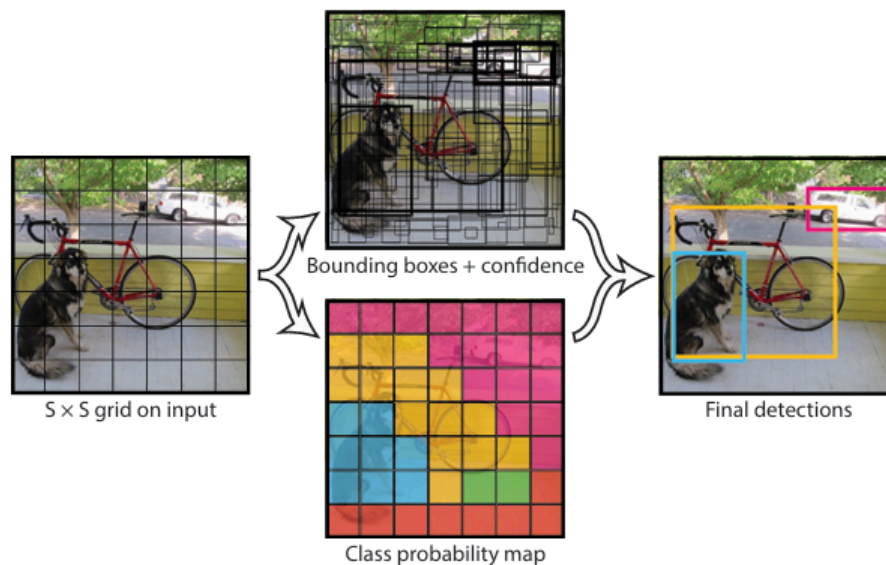 Bounding boxes + confidence
S × S grid on input
Final detections
Class probability map